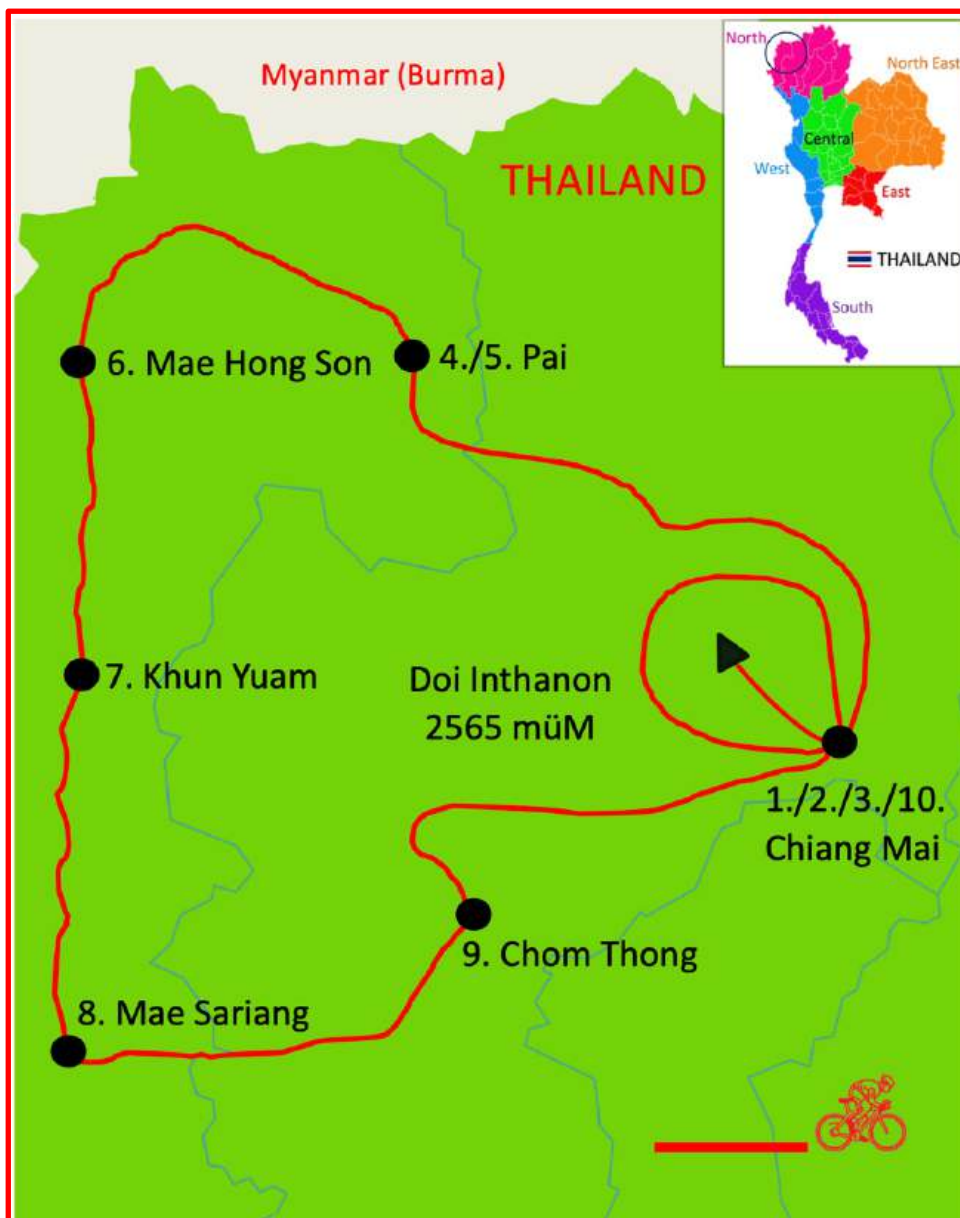 Myanmar (Burma)
THAILAND
North
North East
Central
West
East
THAILAND
South
6. Mae Hong Son
4./5. Pai
7. Khun Yuam
Doi Inthanon
2565 müM
1./2./3./10.
Chiang Mai
9. Chom Thong
8. Mae Sariang